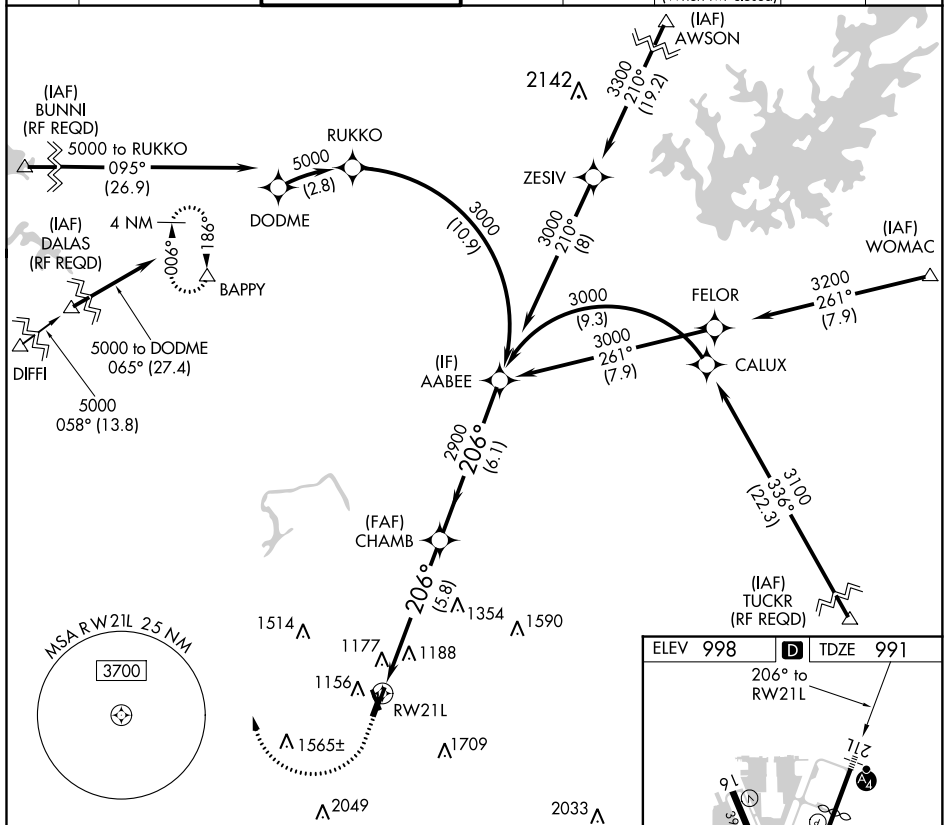 (IAF)
AWSON
3300
210°
(19.2)
2142
(IAF)
BUNNI
(RF REQD)
5000 to RUKKO
095°
(26.9)
RUKKO
5000
(2.8)
DODME
ZESIV
3000
(10.9)
3000
210°
(8)
(IAF)
DALAS
(RF REQD)
4 NM
006°
186°
BAPPY
(IAF)
WOMAC
3200
261°
(7.9)
FELOR
3000
(9.3)
3000
261°
(7.9)
CALUX
DIFFI
5000 to DODME
065° (27.4)
5000
058° (13.8)
(IF)
AABEE
2900
206°
(6.1)
3100
336°
(22.3)
(FAF)
CHAMB
206°
(5.8)
(IAF)
TUCKR
(RF REQD)
1354
1590
1514
1177
1188
1156
RW21L
1565±
1709
2049
2033
MSA RW21L 25 NM
3700
ELEV 998
D
TDZE 991
206° to
RW21L
21L
A4
16